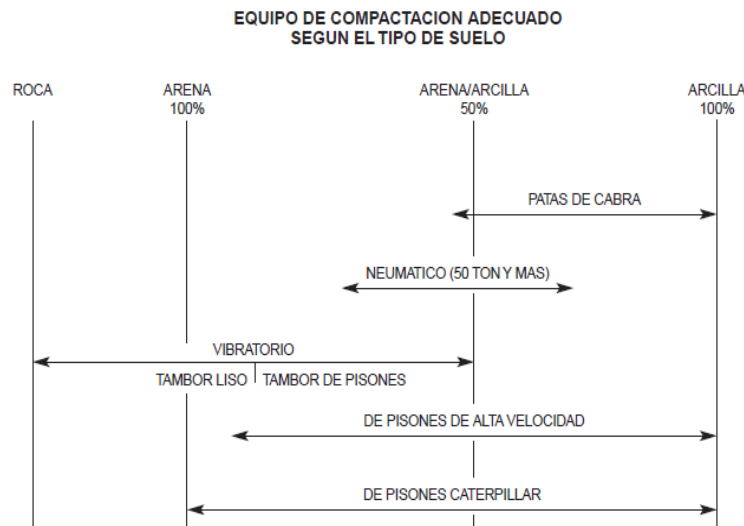 EQUIPO DE COMPACTACION ADECUADO
SEGUN EL TIPO DE SUELO
ROCA
ARENA
100%
ARENA/ARCILLA
50%
ARCILLA
100%
PATAS DE CABRA
NEUMATICO (50 TON Y MAS)
VIBRATORIO
TAMBOR LISO
TAMBOR DE PISONES
DE PISONES DE ALTA VELOCIDAD
DE PISONES CATERPILLAR